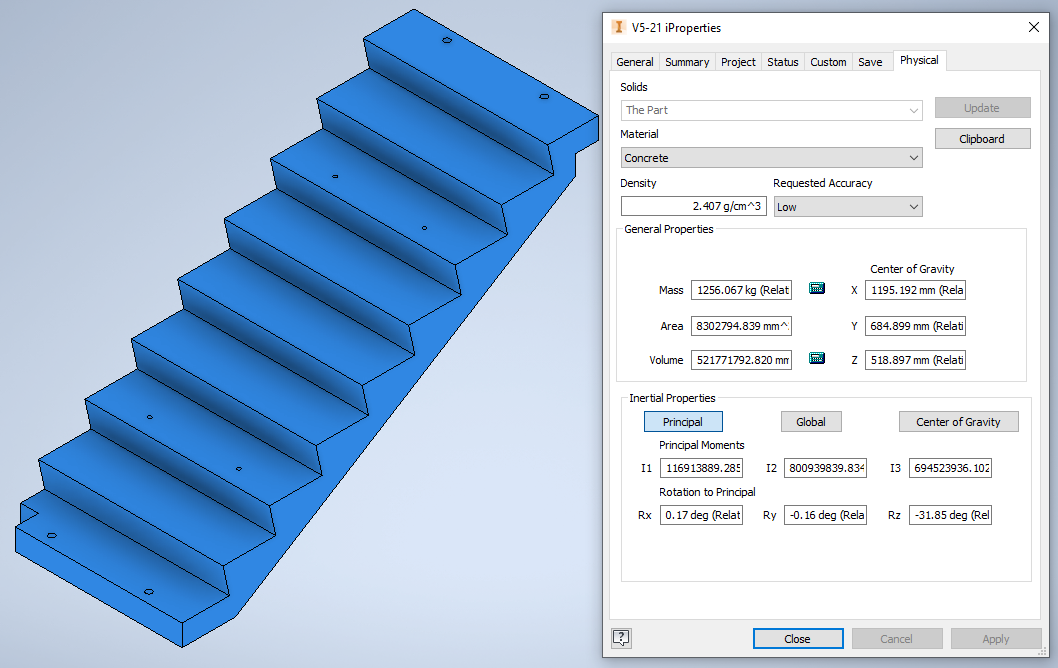 V5-21 iProperties
General Summary Project Status Custom Save Physical
Solids
The Part
Update
Material
Clipboard
Concrete
Density Requested Accuracy
2.407 g/cm^3 Low
General Properties
Center of Gravity
Mass 1256.067 kg (Relat X 1195.192 mm (Rela
Area 8302794.839 mm^ Y 684.899 mm (Relati
Volume 521771792.820 mm Z 518.897 mm (Relati
Inertial Properties
Principal Global Center of Gravity
Principal Moments
I1 116913889.285 I2 800939839.834 I3 694523936.102
Rotation to Principal
Rx 0.17 deg (Relat Ry -0.16 deg (Rela Rz -31.85 deg (Rel
? Close Cancel Apply